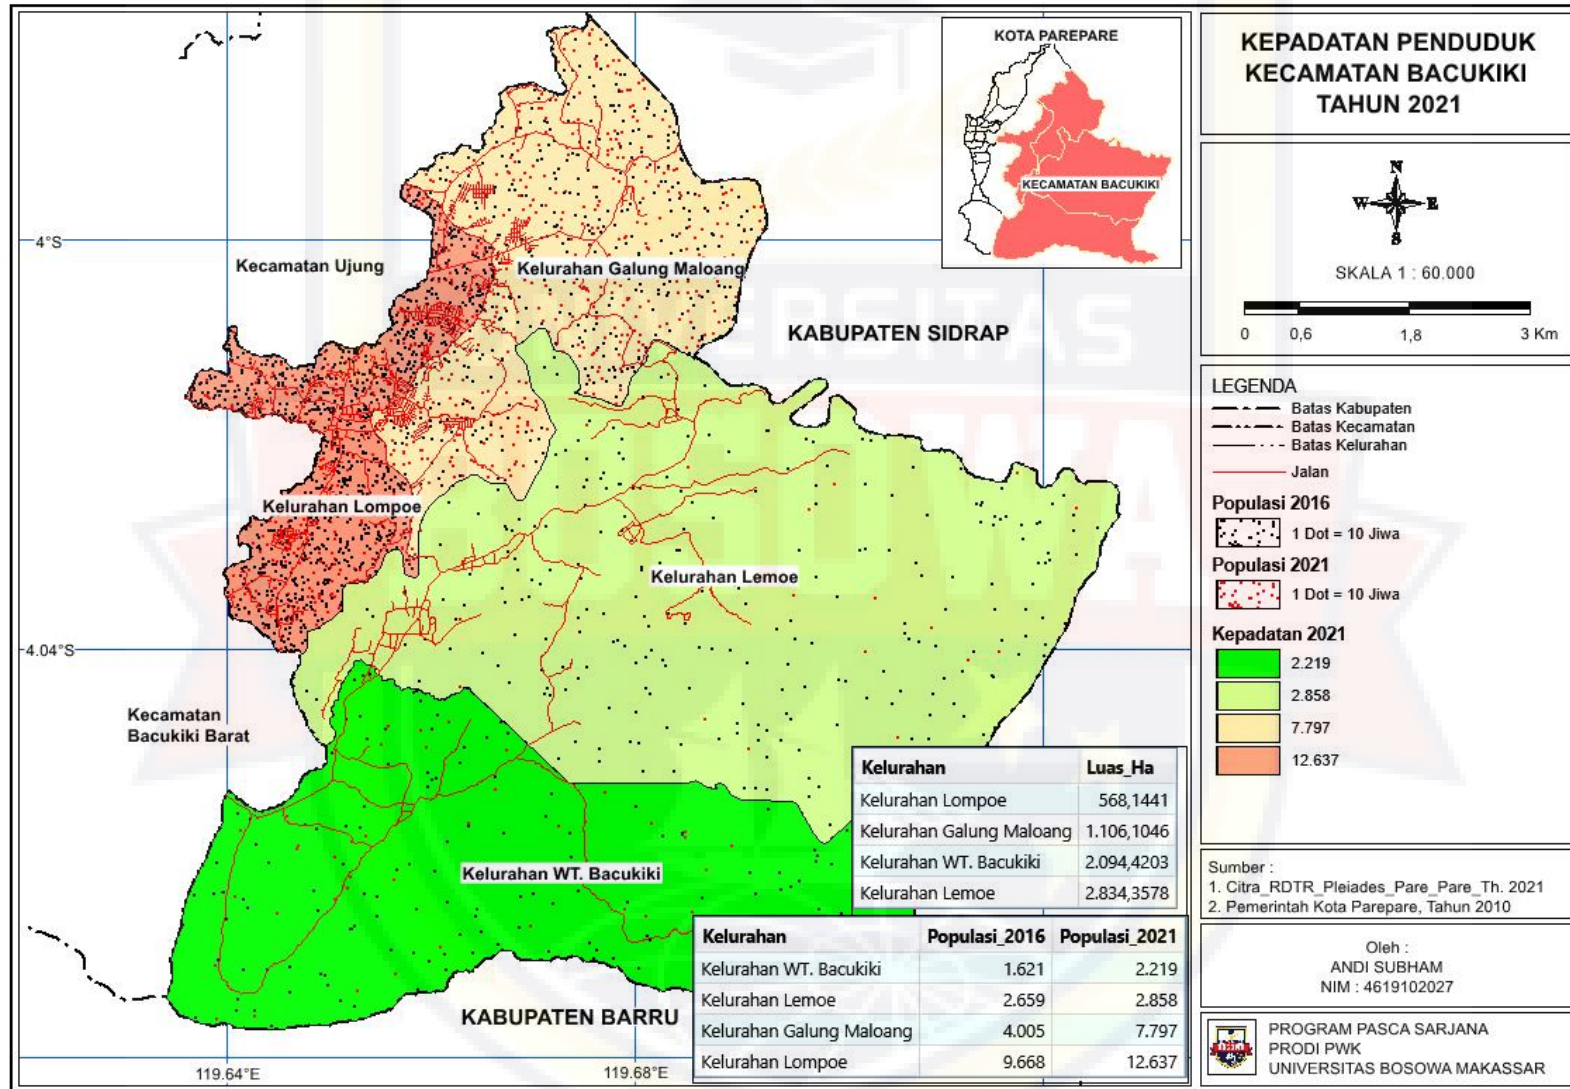 KEPADATAN PENDUDUK
KECAMATAN BACUKIKI
TAHUN 2021
N
W E
S
SKALA 1 : 60.000
0 0,6 1,8 3 Km
LEGENDA
Batas Kabupaten
Batas Kecamatan
Batas Kelurahan
Jalan
Populasi 2016
1 Dot = 10 Jiwa
Populasi 2021
1 Dot = 10 Jiwa
Kepadatan 2021
2.219
2.858
7.797
12.637
Sumber :
1. Citra_RDTR_Pleiades_Pare_Pare_Th. 2021
2. Pemerintah Kota Parepare, Tahun 2010
Oleh :
ANDI SUBHAM
NIM : 4619102027
PROGRAM PASCA SARJANA
PRODI PWK
UNIVERSITAS BOSOWA MAKASSAR
KOTA PAREPARE
KECAMATAN BACUKIKI
4°S
Kecamatan Ujung
Kelurahan Galung Maloang
KABUPATEN SIDRAP
UNIVERSITAS
BOSOWA
Kelurahan Lompoe
Kelurahan Lemoe
4.04°S
Kecamatan
Bacukiki Barat
Kelurahan WT. Bacukiki
KABUPATEN BARRU
119.64°E 119.68°E
Kelurahan Luas_Ha
Kelurahan Lompoe 568,1441
Kelurahan Galung Maloang 1.106,1046
Kelurahan WT. Bacukiki 2.094,4203
Kelurahan Lemoe 2.834,3578
Kelurahan Populasi_2016 Populasi_2021
Kelurahan WT. Bacukiki 1.621 2.219
Kelurahan Lemoe 2.659 2.858
Kelurahan Galung Maloang 4.005 7.797
Kelurahan Lompoe 9.668 12.637